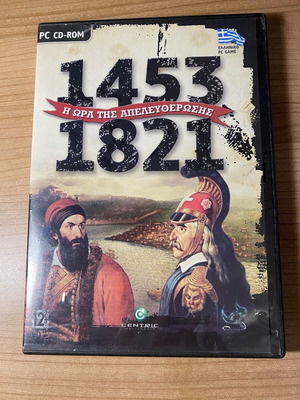 PC CD-ROM
ΕΛΛΗΝΙΚΟ
PC GAME
1453
Η ΩΡΑ ΤΗΣ ΑΠΕΛΕΥΘΕΡΩΣΗΣ
1821
12+
CENTRIC